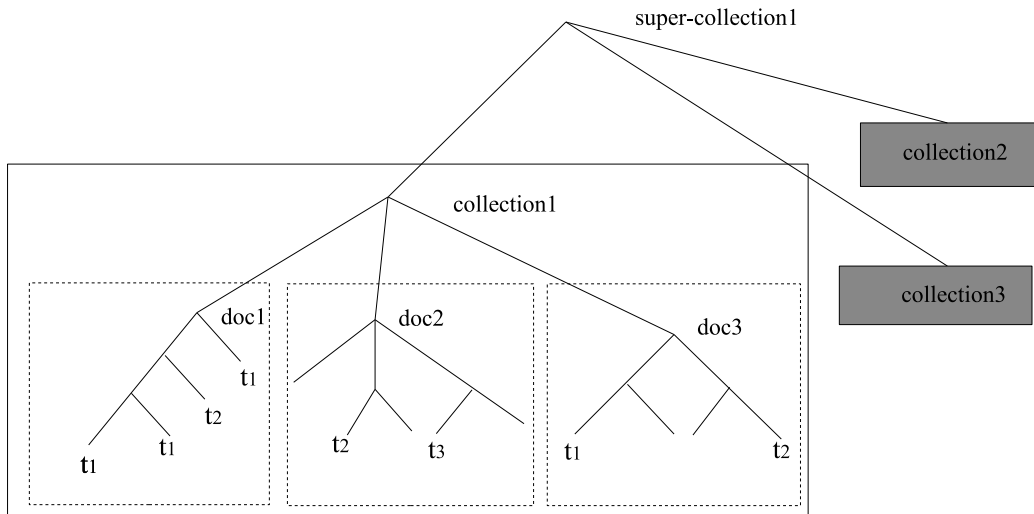 super-collection1
collection2
collection1
collection3
doc1
doc2
doc3
t1
t2
t1
t1
t2
t3
t1
t2